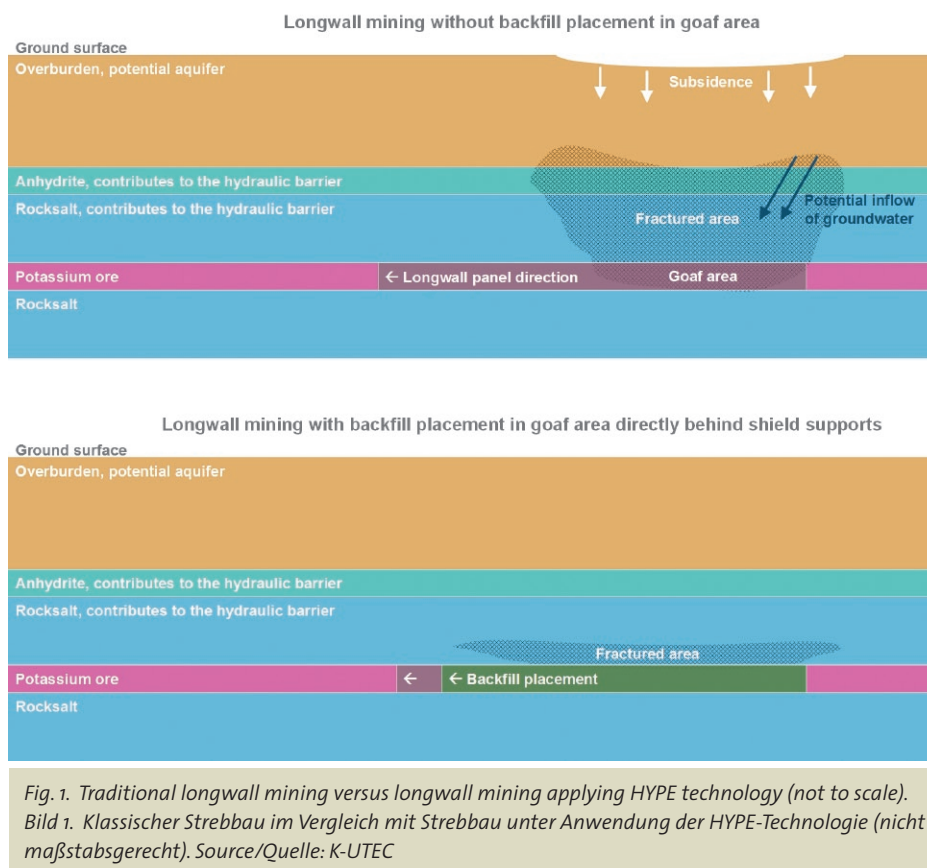 Longwall mining without backfill placement in goaf area
Ground surface
Overburden, potential aquifer
Subsidence
Anhydrite, contributes to the hydraulic barrier
Rocksalt, contributes to the hydraulic barrier
Potential inflow
of groundwater
Fractured area
Potassium ore
← Longwall panel direction
Goaf area
Rocksalt
Longwall mining with backfill placement in goaf area directly behind shield supports
Ground surface
Overburden, potential aquifer
Anhydrite, contributes to the hydraulic barrier
Rocksalt, contributes to the hydraulic barrier
Fractured area
Potassium ore
←
← Backfill placement
Rocksalt
Fig. 1. Traditional longwall mining versus longwall mining applying HYPE technology (not to scale).
Bild 1. Klassischer Strebbau im Vergleich mit Strebbau unter Anwendung der HYPE-Technologie (nicht
maßstabsgerecht). Source/Quelle: K-UTEC